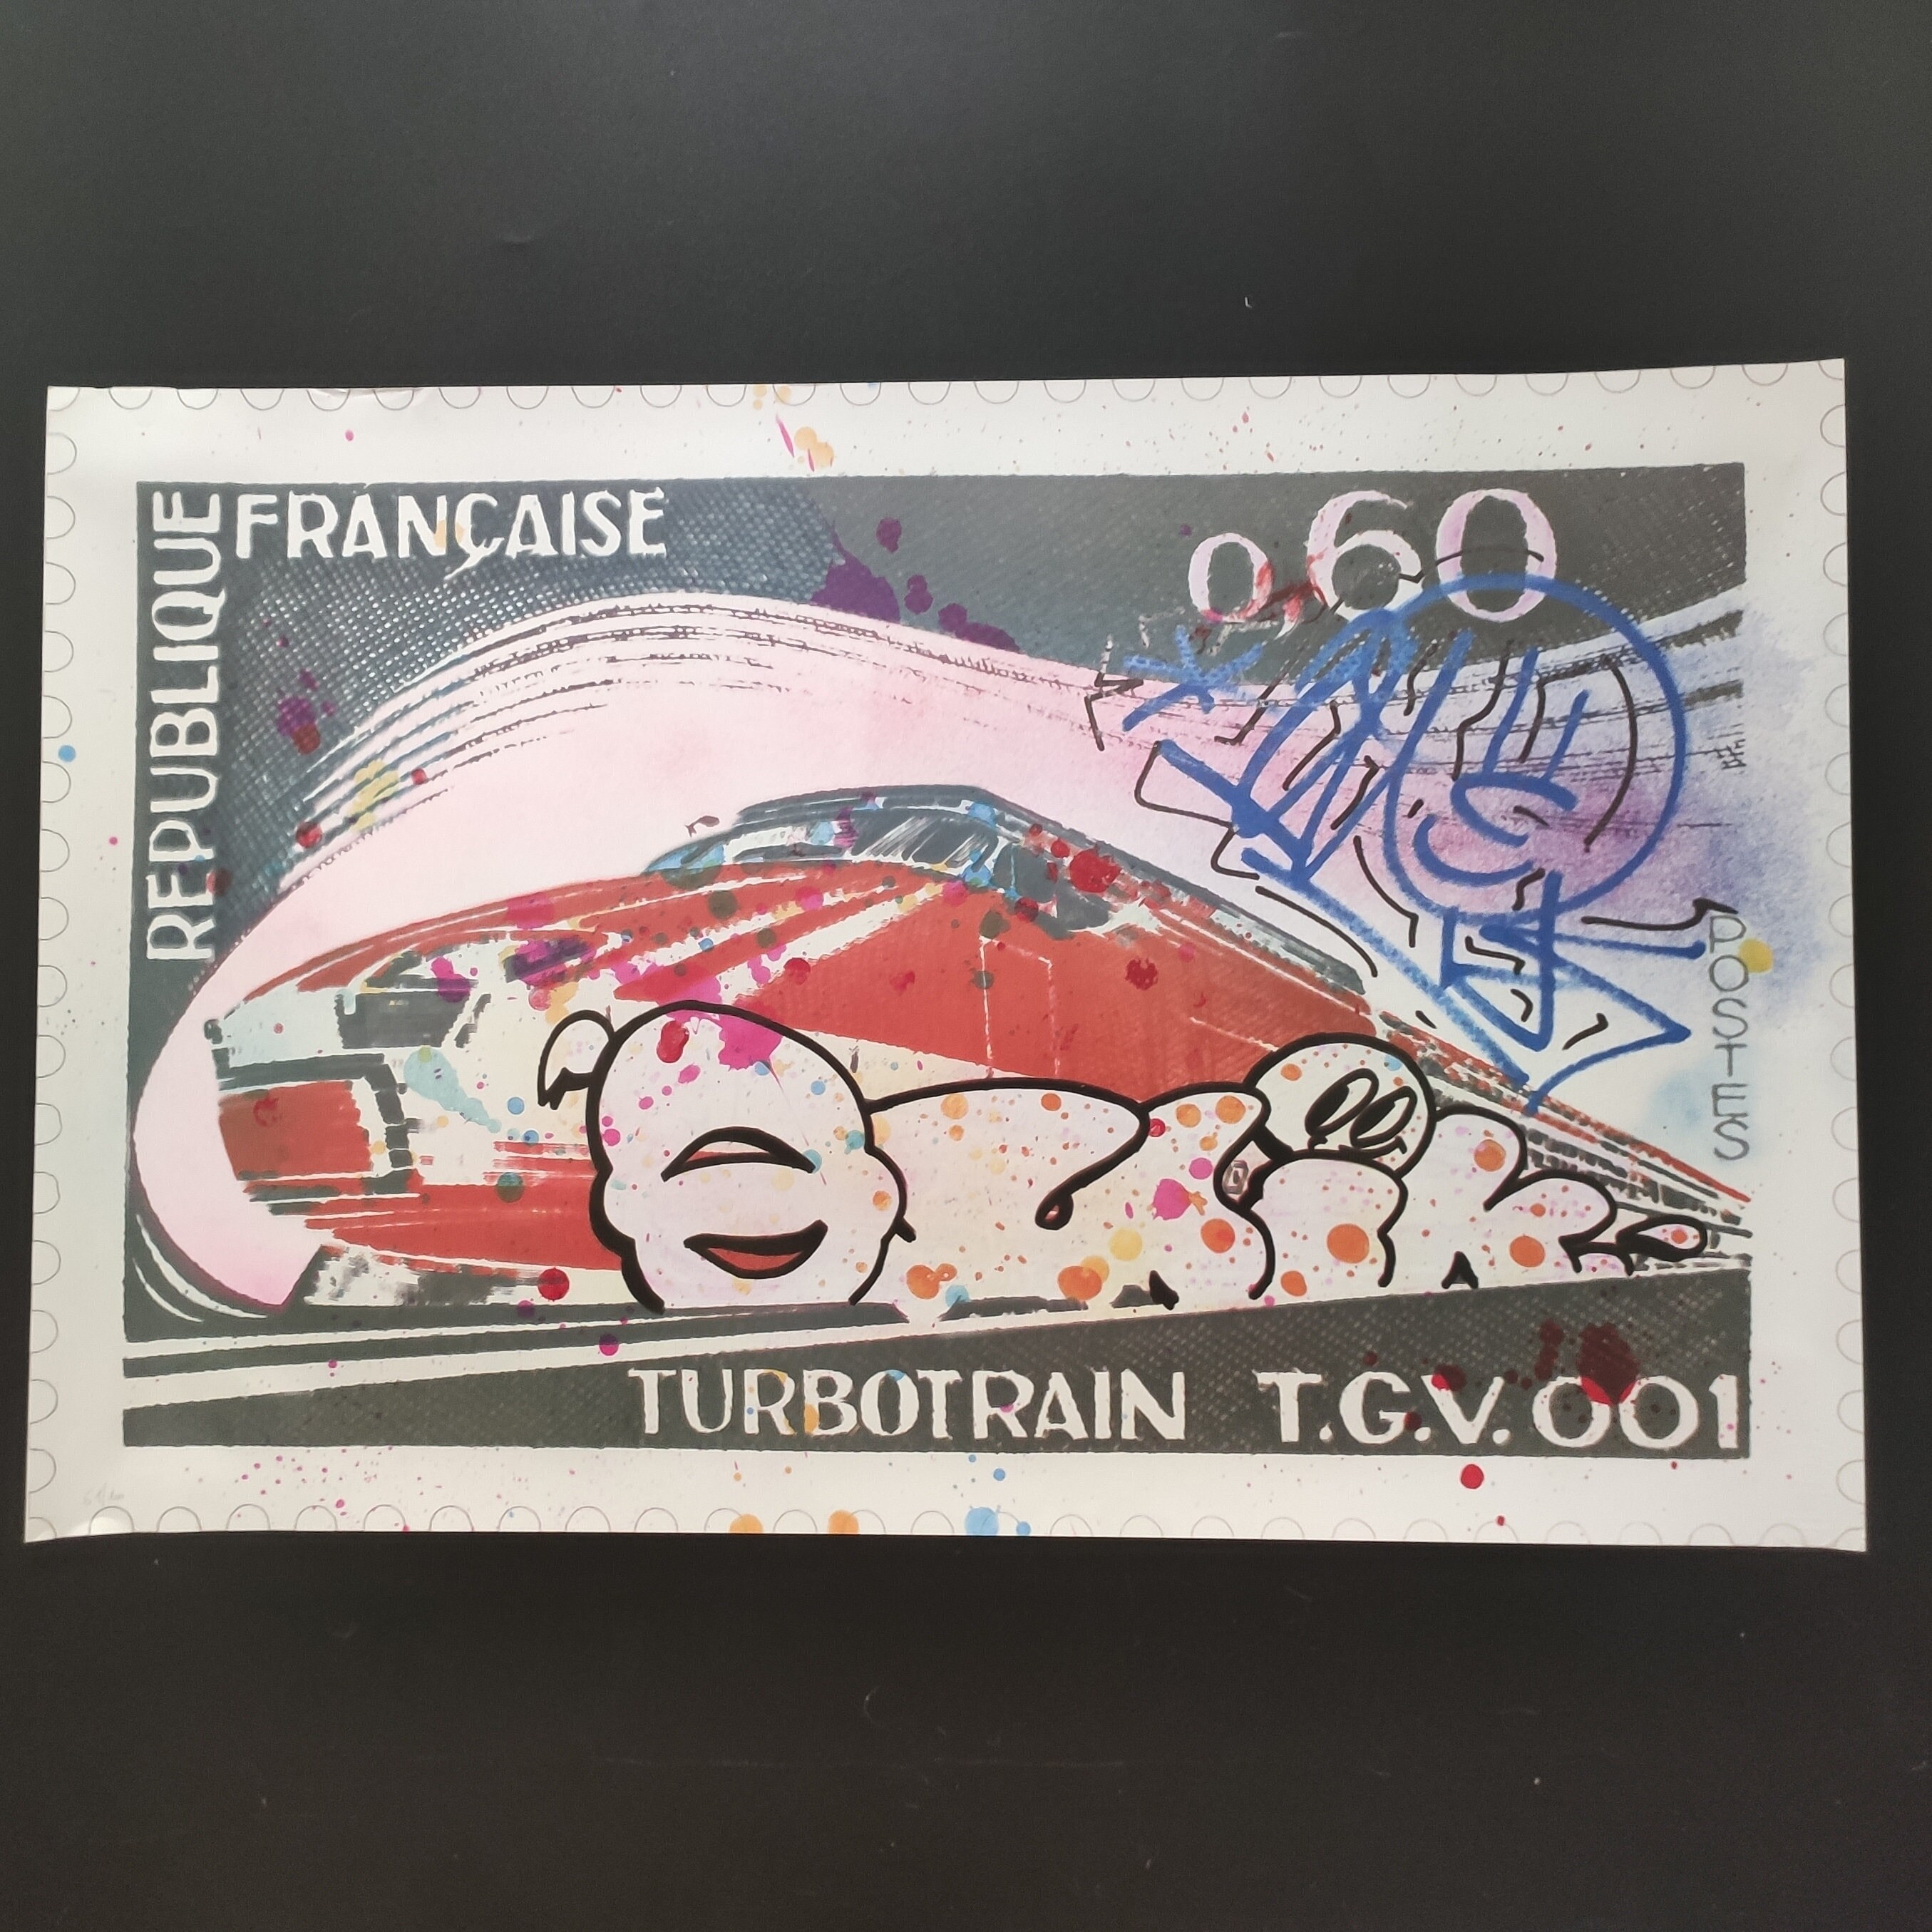 REPUBLIQUE
FRANÇAISE
0,60
POSTES
TURBOTRAIN T.G.V. 001